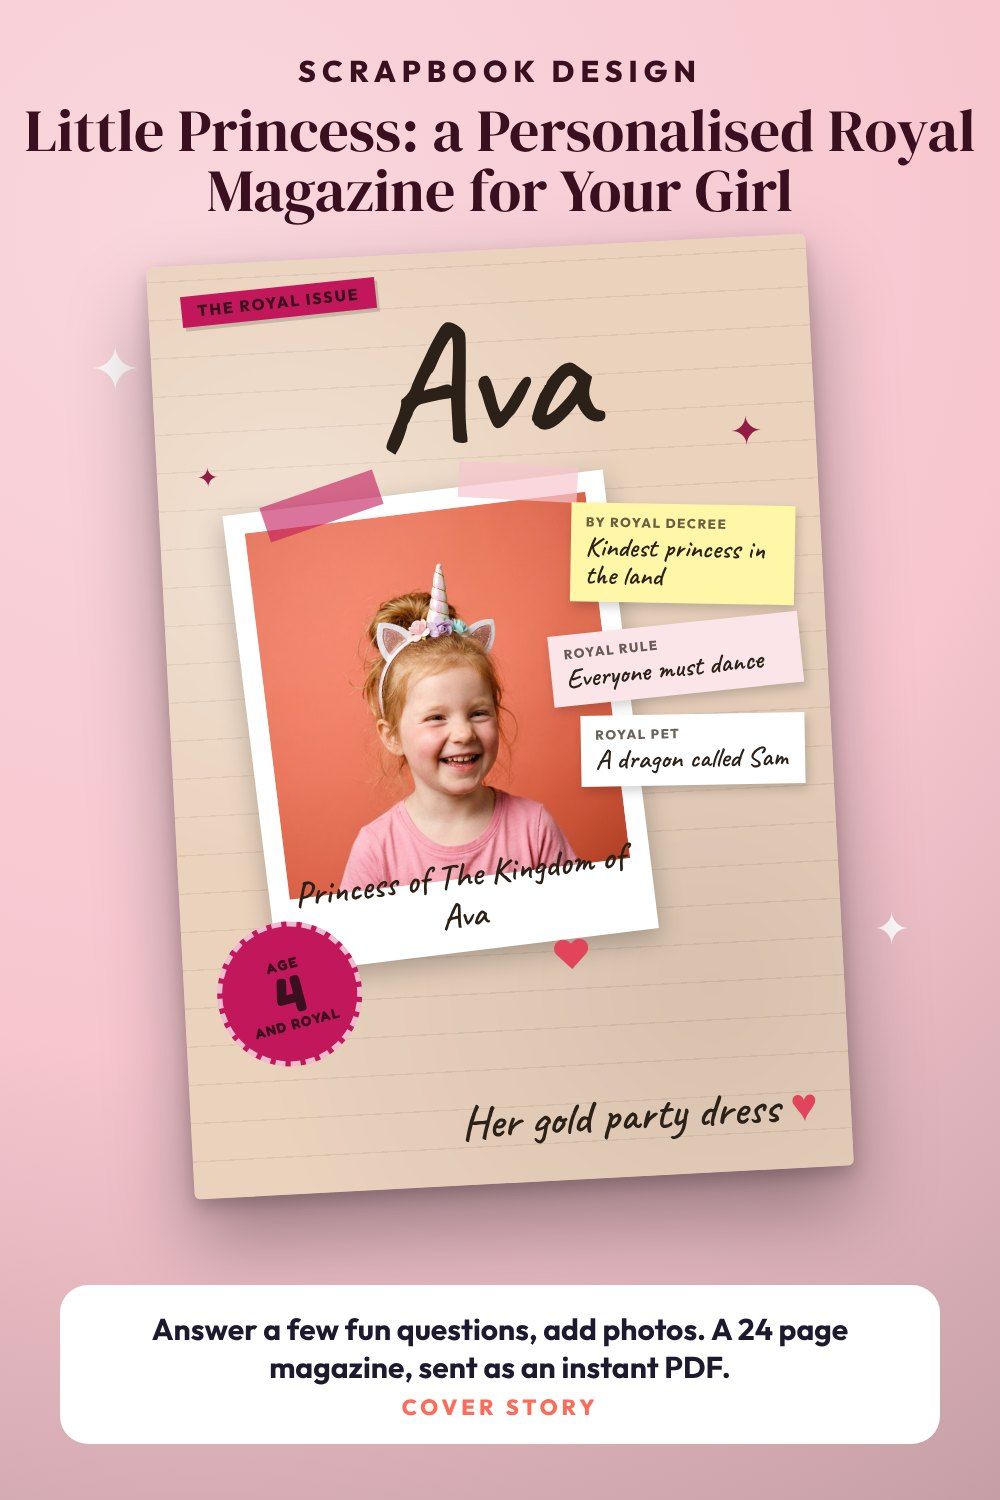 SCRAPBOOK DESIGN
Little Princess: a Personalised Royal
Magazine for Your Girl
THE ROYAL ISSUE
Ava
BY ROYAL DECREE
Kindest princess in
the land
ROYAL RULE
Everyone must dance
ROYAL PET
A dragon called Sam
Princess of The Kingdom of
Ava
AGE
4
AND ROYAL
Her gold party dress
Answer a few fun questions, add photos. A 24 page
magazine, sent as an instant PDF.
COVER STORY